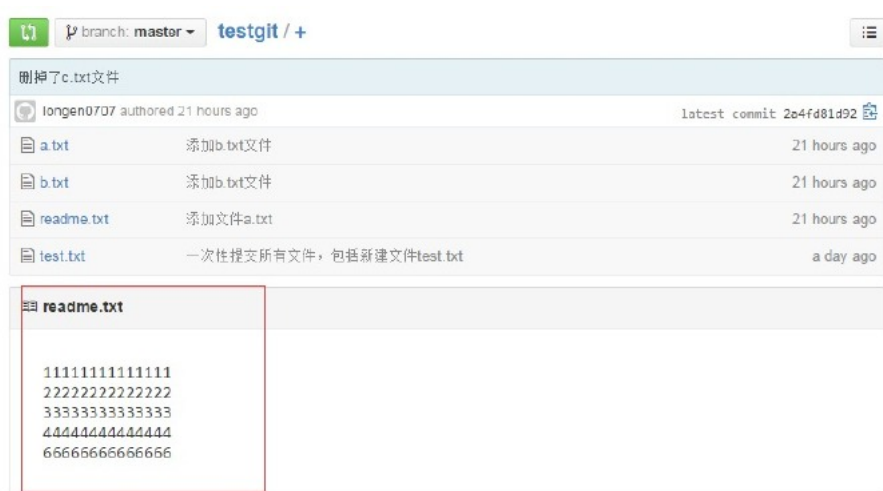 branch: master
testgit / +
删掉了c.txt文件
longen0707 authored 21 hours ago
latest commit 2a4fd81d92
a.txt 添加b.txt文件 21 hours ago
b.txt 添加b.txt文件 21 hours ago
readme.txt 添加文件a.txt 21 hours ago
test.txt 一次性提交所有文件，包括新建文件test.txt a day ago
readme.txt
11111111111111
22222222222222
33333333333333
44444444444444
66666666666666